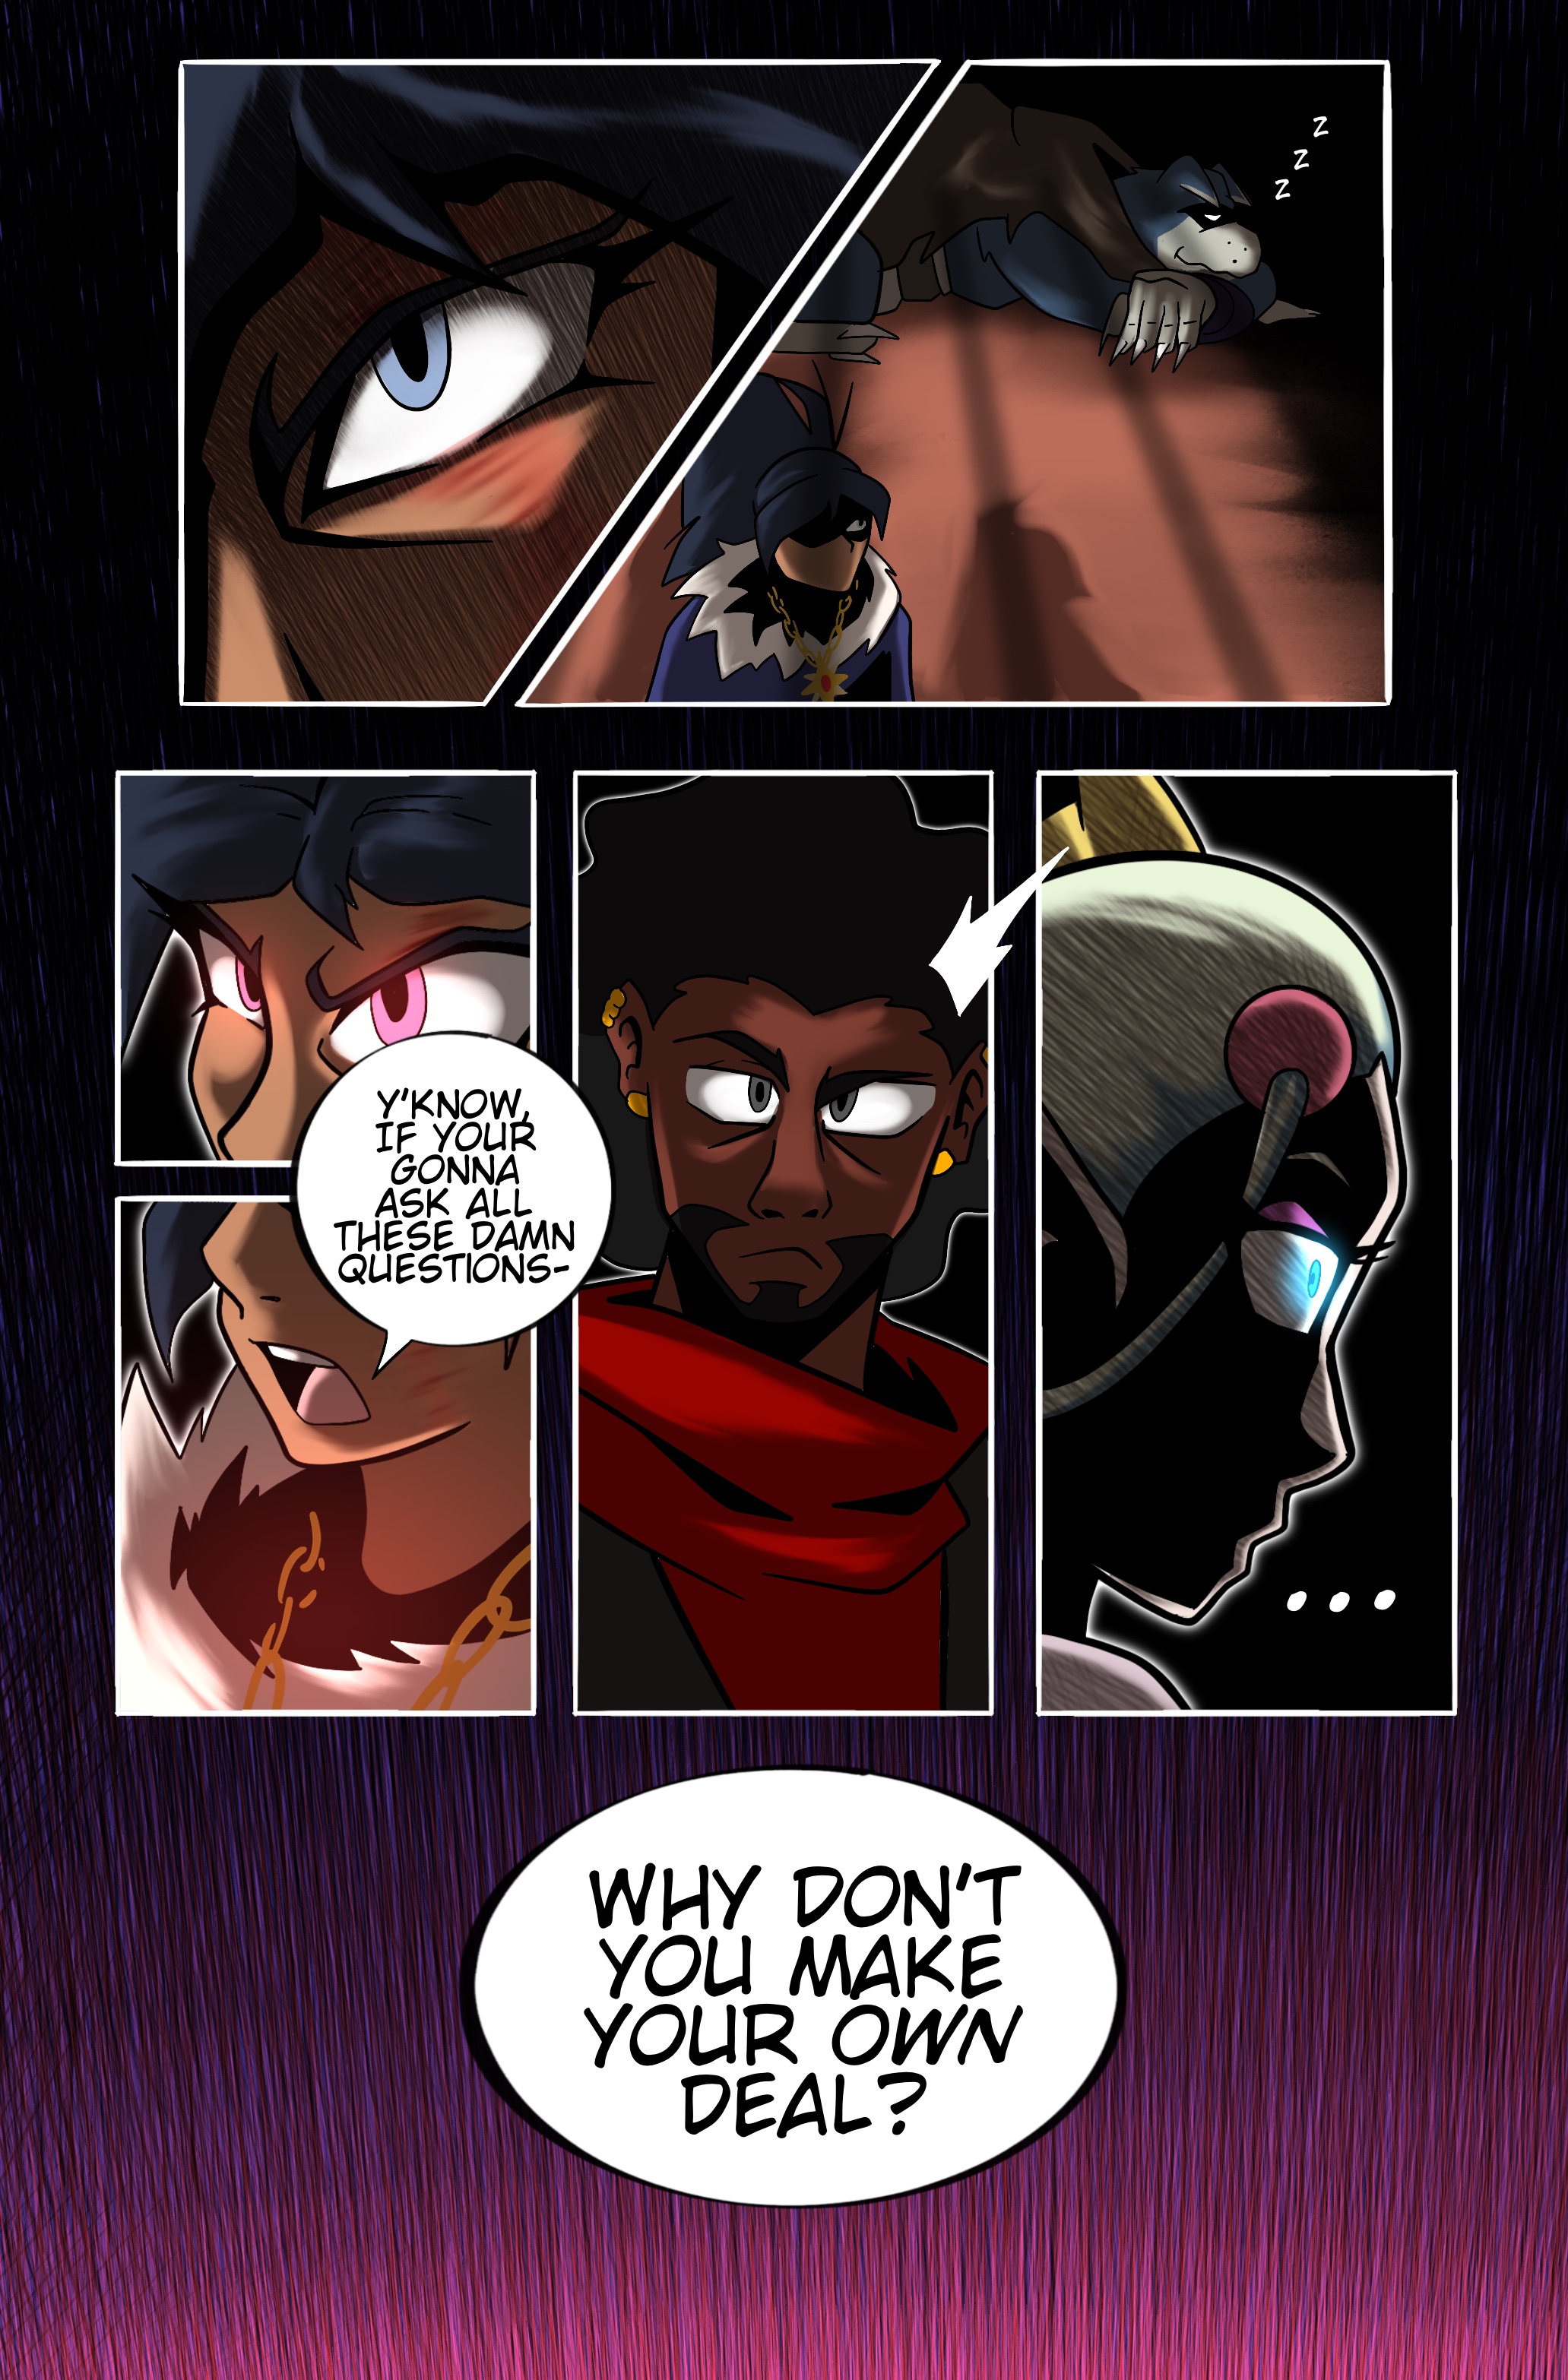 Z
Z
Z
Y'KNOW,
IF YOUR
GONNA
ASK ALL
THESE DAMN
QUESTIONS-
...
WHY DON'T
YOU MAKE
YOUR OWN
DEAL?